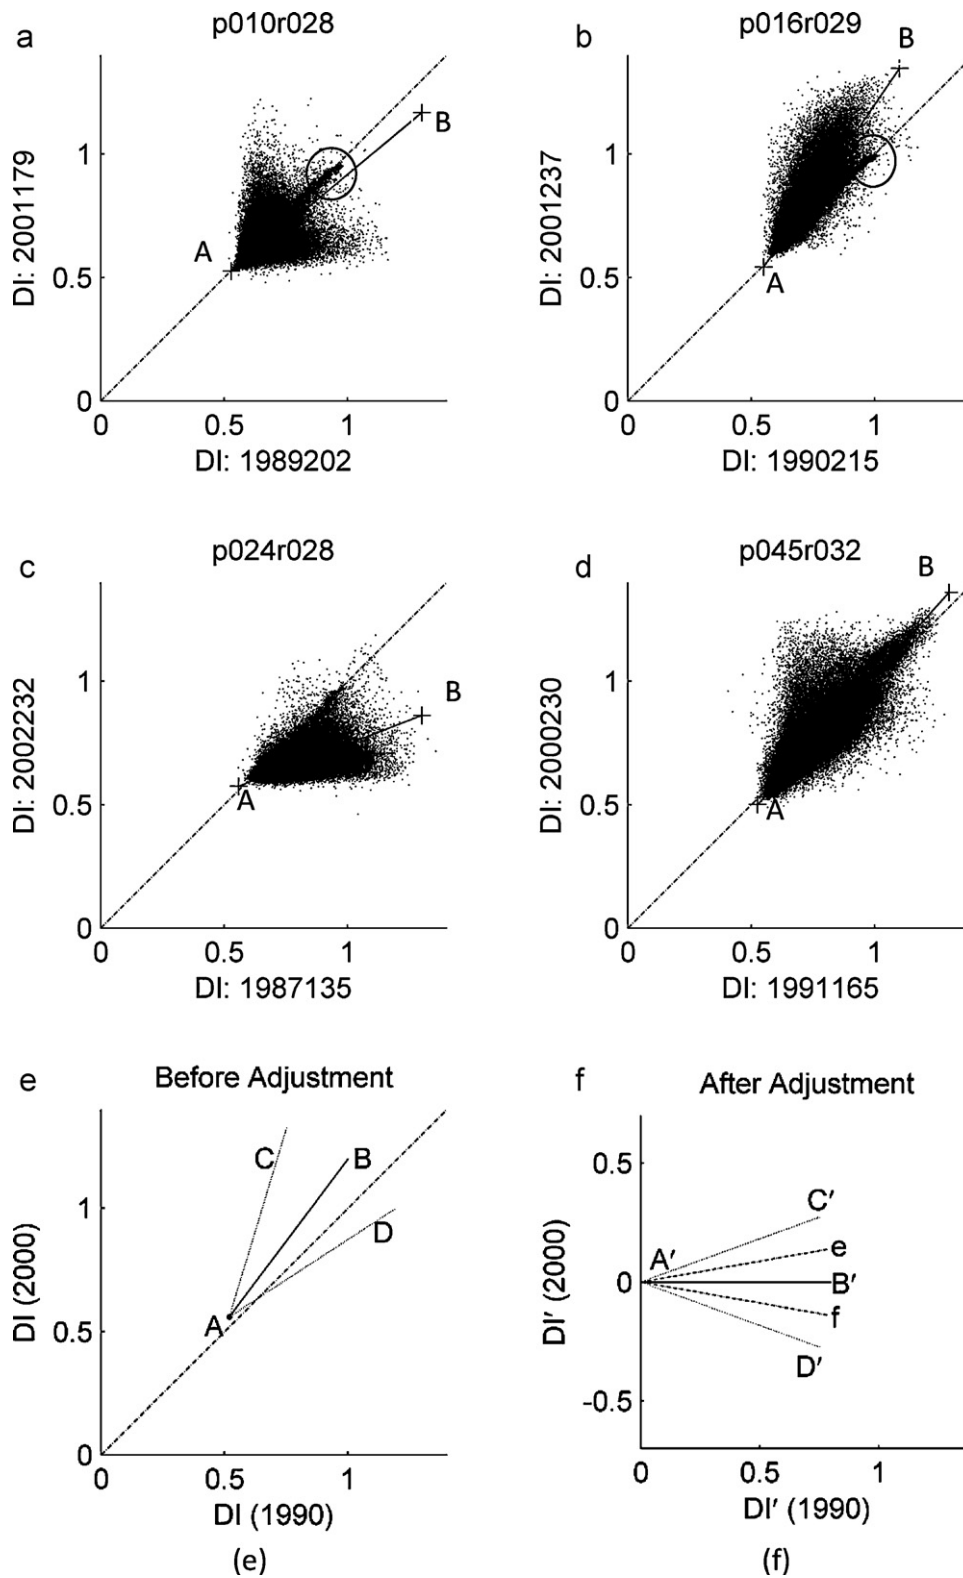 a p010r028
B
1
DI: 2001179
A
0.5
0
0 0.5 1
DI: 1989202
b p016r029
B
1
DI: 2001237
0.5
A
0
0 0.5 1
DI: 1990215
c p024r028
1
B
DI: 2002232
0.5
A
0
0 0.5 1
DI: 1987135
d p045r032
B
1
DI: 2000230
0.5
A
0
0 0.5 1
DI: 1991165
e Before Adjustment
C B
1
D
DI (2000)
A
0.5
0
0 0.5 1
DI (1990)
(e)
f After Adjustment
0.5
C′
A′ e
0
B′
DI′ (2000)
f
D′
-0.5
0 0.5 1
DI′ (1990)
(f)